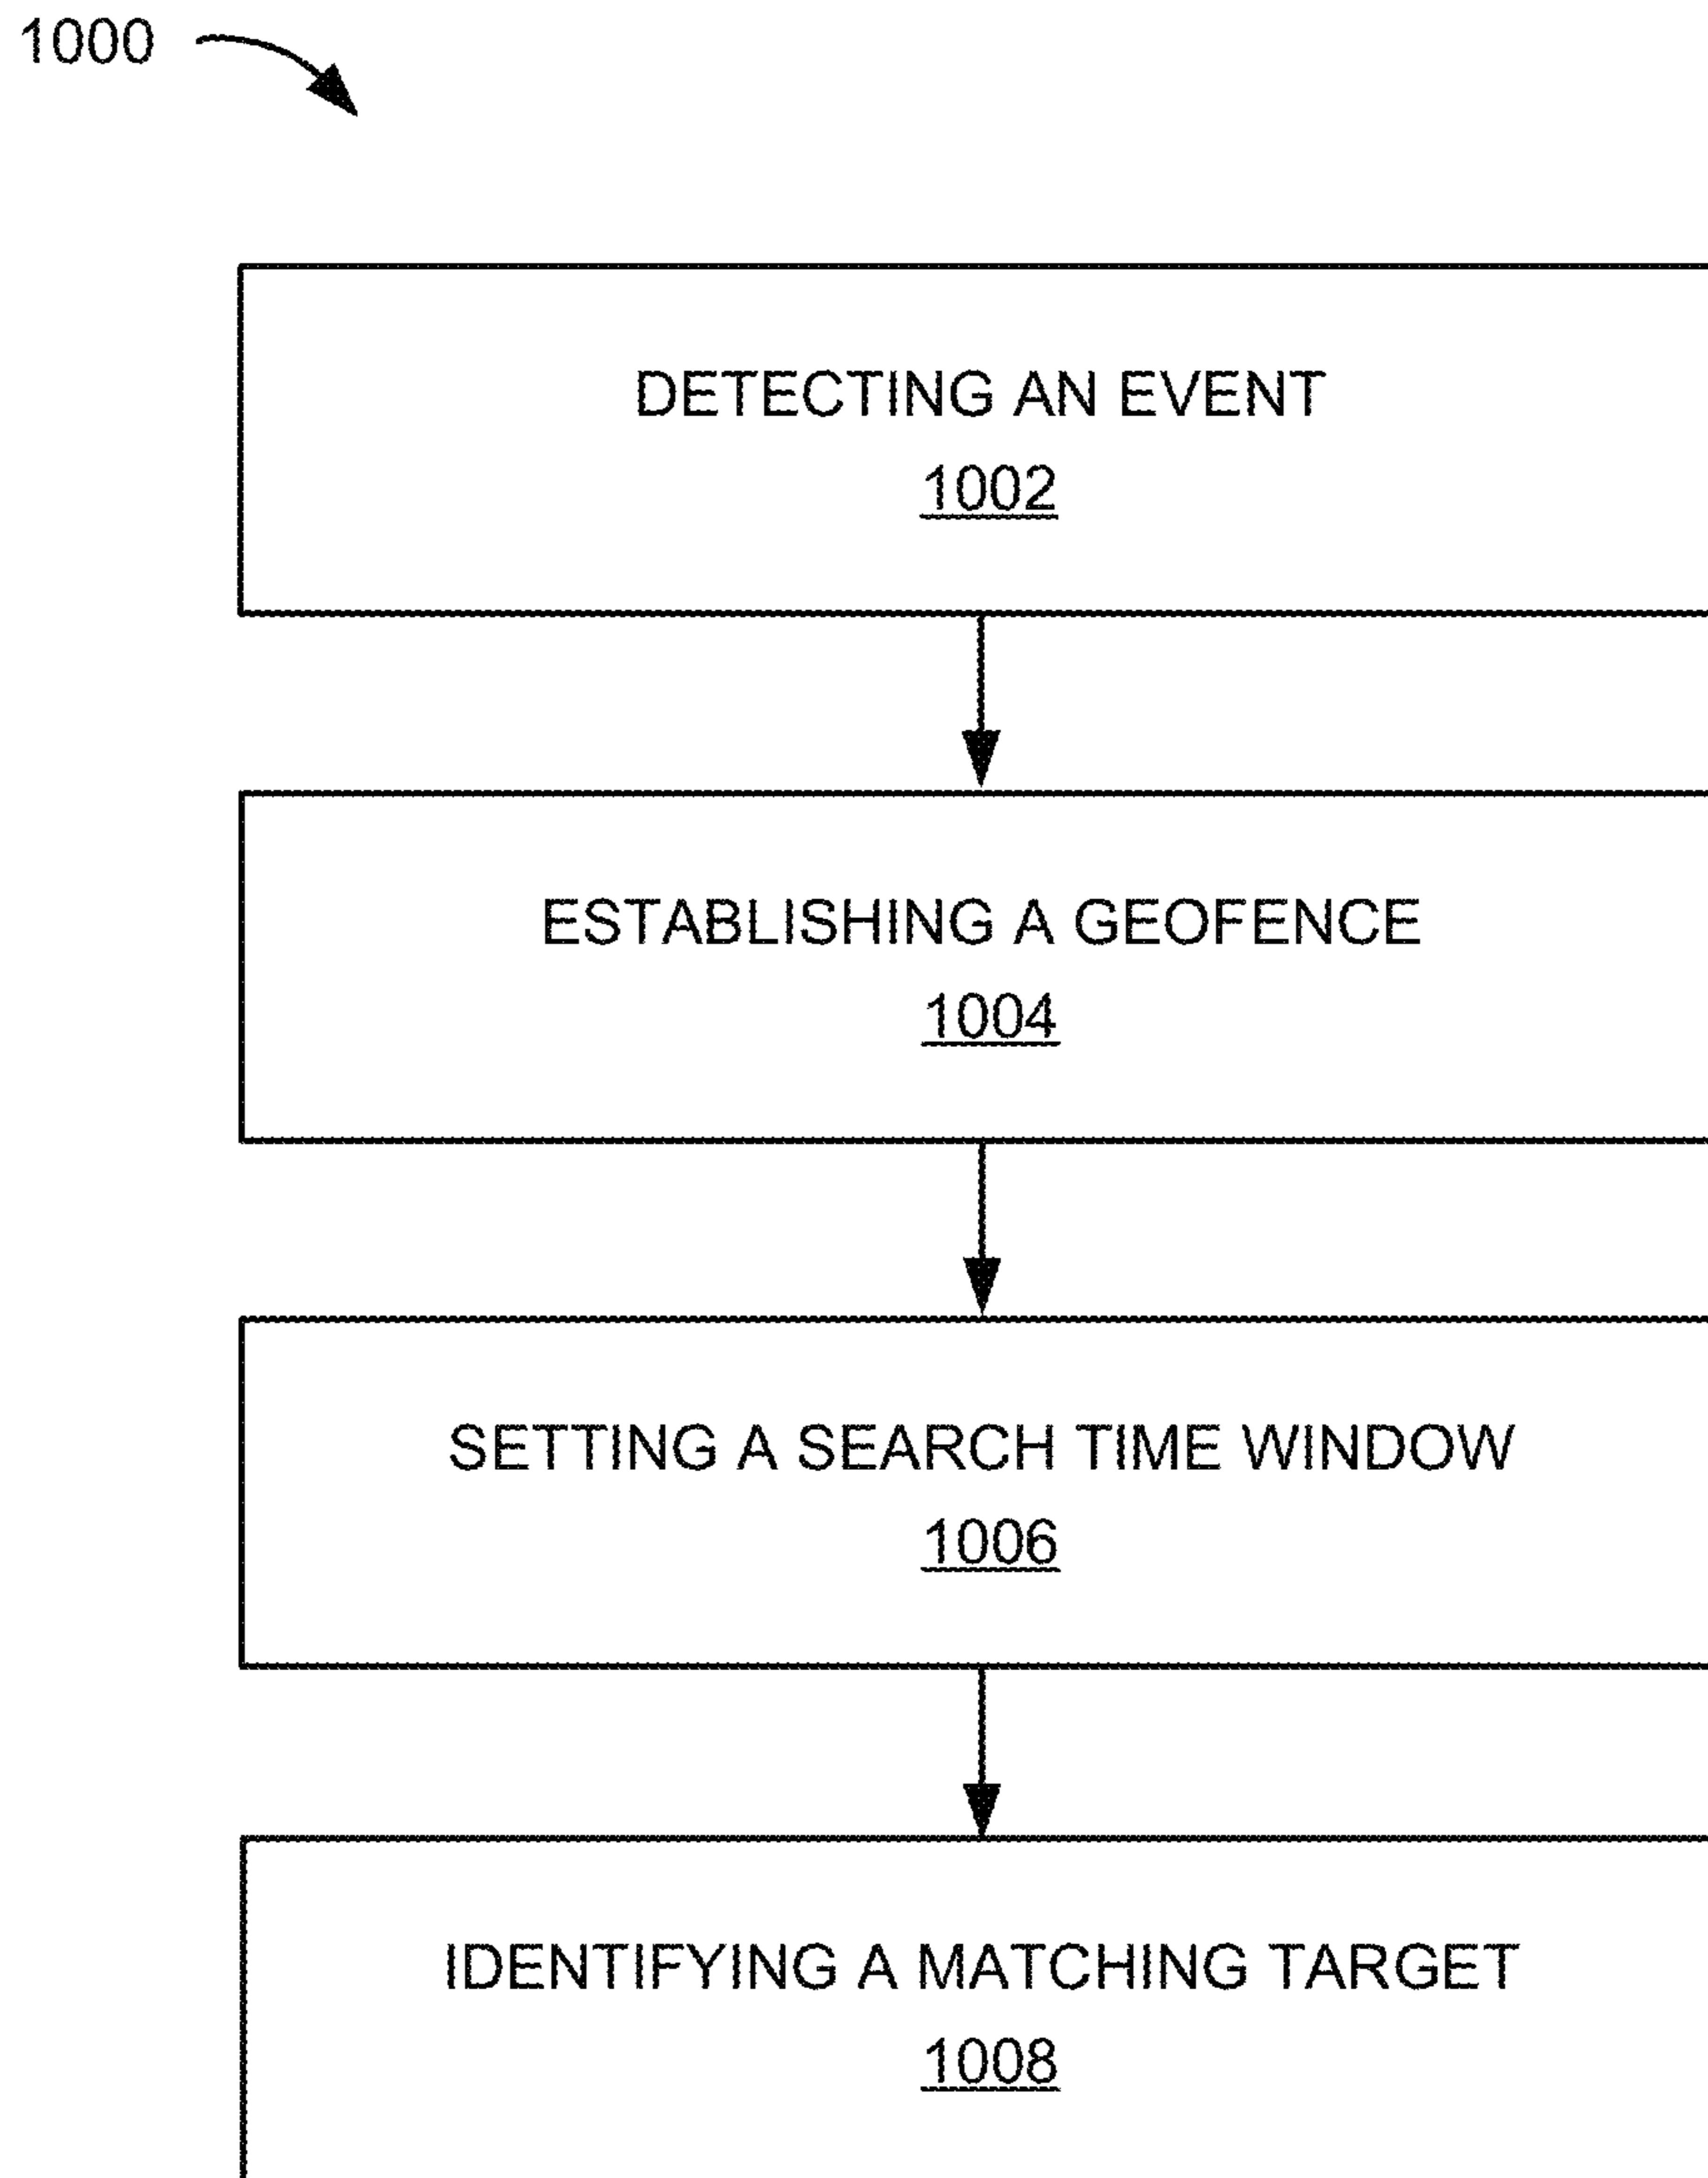 1000
DETECTING AN EVENT
1002
ESTABLISHING A GEOFENCE
1004
SETTING A SEARCH TIME WINDOW
1006
IDENTIFYING A MATCHING TARGET
1008